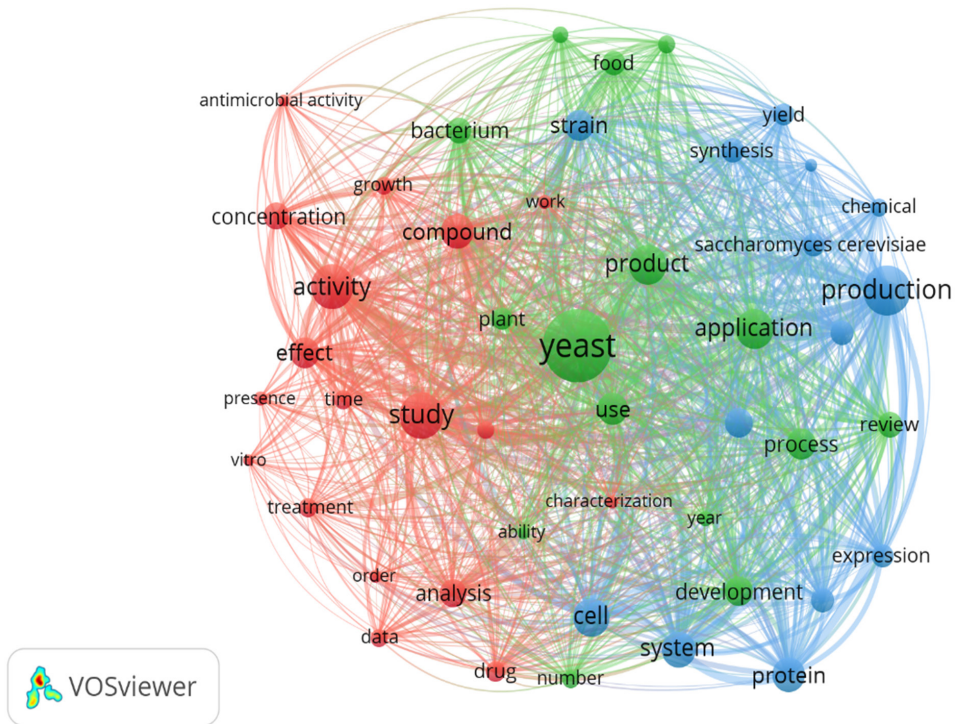 food
antimicrobial activity
yield
strain
bacterium
synthesis
growth
work
chemical
concentration
compound
saccharomyces cerevisiae
product
activity
production
plant
application
yeast
effect
presence
time
use
study
review
process
vitro
characterization
treatment
year
ability
expression
order
analysis
development
cell
data
system
drug
number
protein
VOSviewer